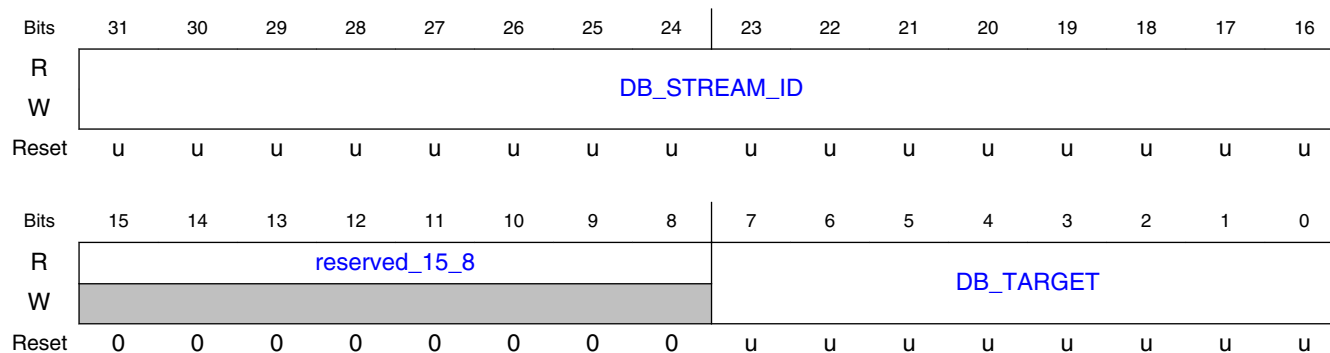 Bits 31 30 29 28 27 26 25 24 23 22 21 20 19 18 17 16
R
DB_STREAM_ID
W
Reset u u u u u u u u u u u u u u u u
Bits 15 14 13 12 11 10 9 8 7 6 5 4 3 2 1 0
R reserved_15_8
DB_TARGET
W
Reset 0 0 0 0 0 0 0 0 u u u u u u u u